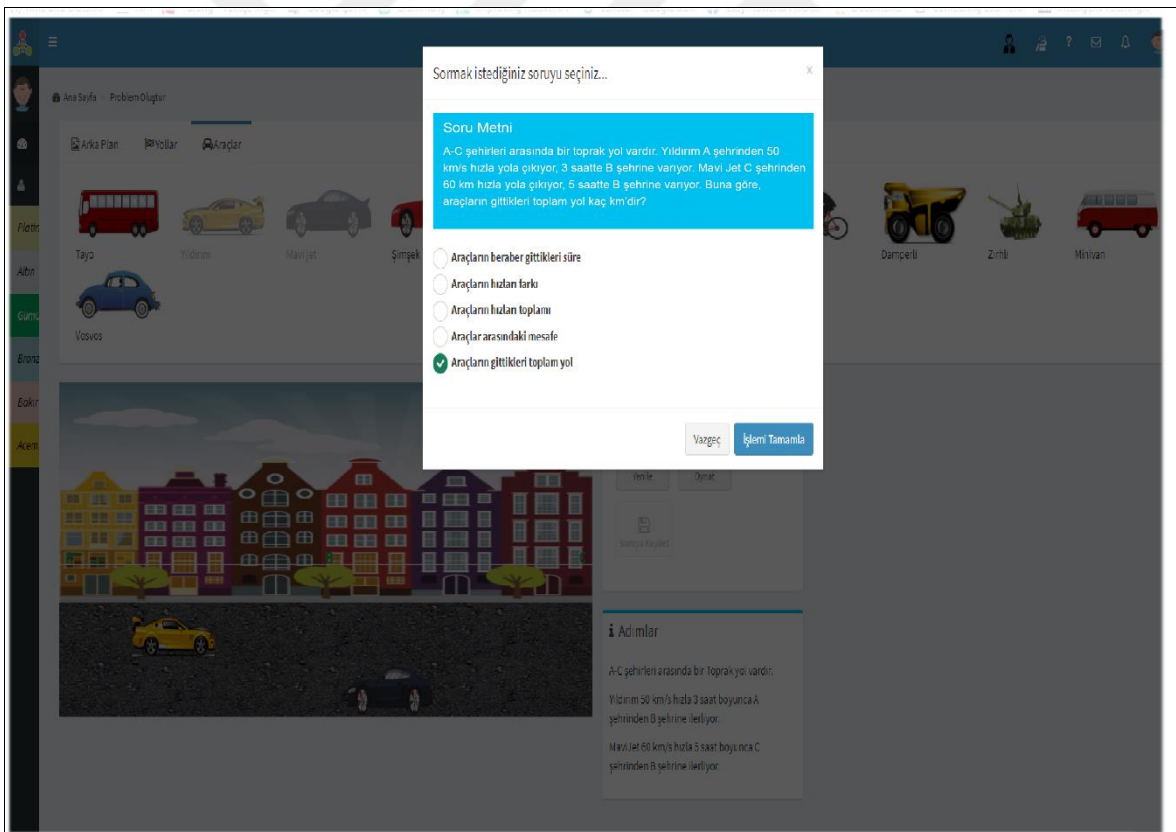 Ana Sayfa > Problem Oluştur
Arka Plan Yollar Araçlar
Tayo Yıldırım Mavi Jet Şimşek Damperli Zırhlı Minivan
Vosvos
Altın
Bronz
Bakır
Sormak istediğiniz soruyu seçiniz... x
Soru Metni
A-C şehirleri arasında bir toprak yol vardır. Yıldırım A şehrinden 50
km/s hızla yola çıkıyor, 3 saatte B şehrine varıyor. Mavi Jet C şehrinden
60 km hızla yola çıkıyor, 5 saatte B şehrine varıyor. Buna göre,
araçların gittikleri toplam yol kaç km'dir?
Araçların beraber gittikleri süre
Araçların hızları farkı
Araçların hızları toplamı
Araçlar arasındaki mesafe
Araçların gittikleri toplam yol
Vazgeç İşlemi Tamamla
Yenile Oynat
i Adımlar
A-C şehirleri arasında bir Toprak yol vardır.
Yıldırım 50 km/s hızla 3 saat boyunca A
şehrinden B şehrine ilerliyor.
Mavi Jet 60 km/s hızla 5 saat boyunca C
şehrinden B şehrine ilerliyor.